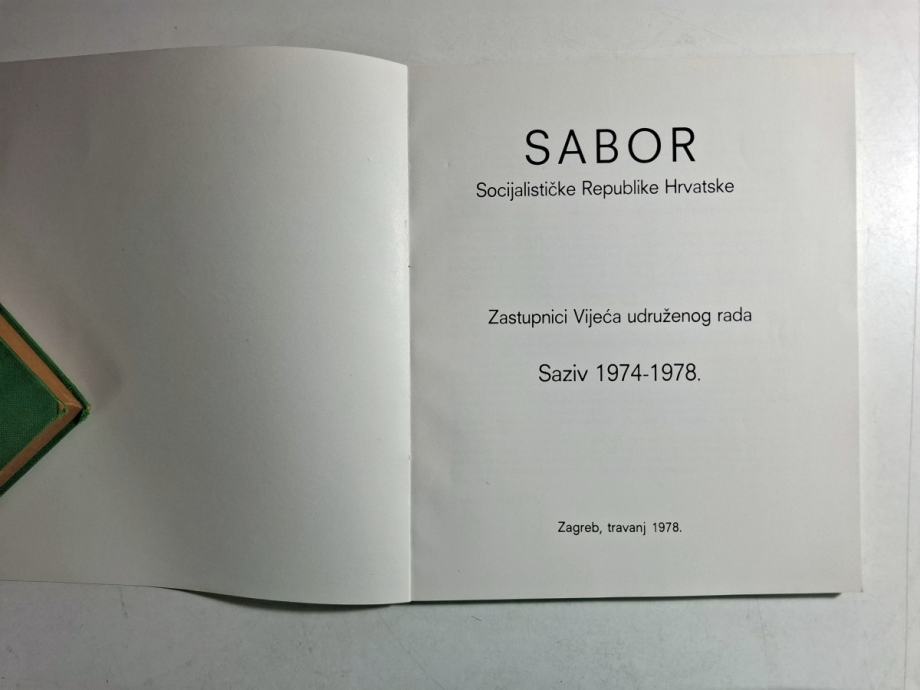 SABOR
Socijalističke Republike Hrvatske
Zastupnici Vijeća udruženog rada
Saziv 1974-1978.
Zagreb, travanj 1978.